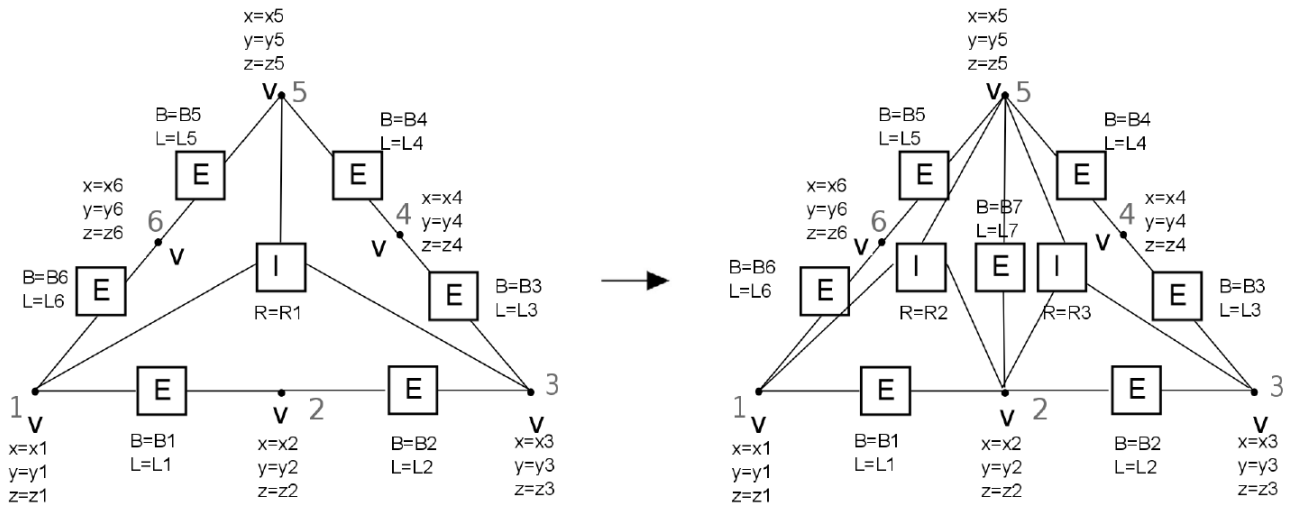 x=x5
y=y5
z=z5
V
5
B=B5
L=L5
E
B=B4
L=L4
E
x=x6
y=y6
z=z6
6
V
x=x4
y=y4
z=z4
4
V
B=B6
L=L6
E
I
R=R1
E
B=B3
L=L3
1
V
x=x1
y=y1
z=z1
E
B=B1
L=L1
V
2
x=x2
y=y2
z=z2
E
B=B2
L=L2
3
V
x=x3
y=y3
z=z3
x=x5
y=y5
z=z5
V
5
B=B5
L=L5
E
B=B4
L=L4
E
x=x6
y=y6
z=z6
6
V
B=B7
L=L7
x=x4
y=y4
z=z4
4
V
B=B6
L=L6
E
I
R=R2
E
I
R=R3
E
B=B3
L=L3
1
V
x=x1
y=y1
z=z1
E
B=B1
L=L1
V
2
x=x2
y=y2
z=z2
E
B=B2
L=L2
3
V
x=x3
y=y3
z=z3